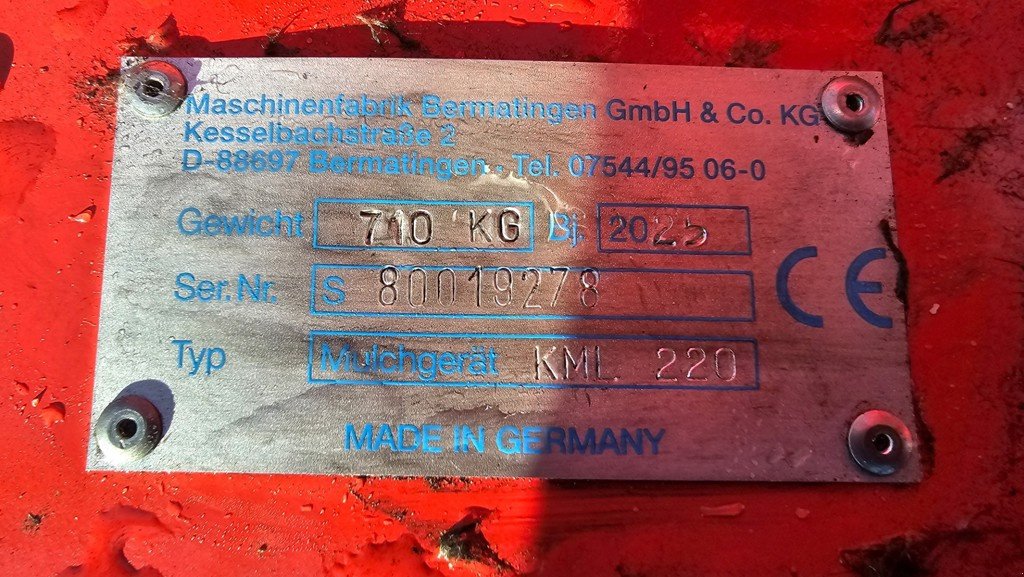 Maschinenfabrik Bermatingen GmbH & Co. KG
Kesselbachstraße 2
D-88697 Bermatingen - Tel. 07544/95 06-0
Gewicht 710 KG Bj. 2025
Ser. Nr. S 80019278
Typ Mulchgerät KML 220
CE
MADE IN GERMANY